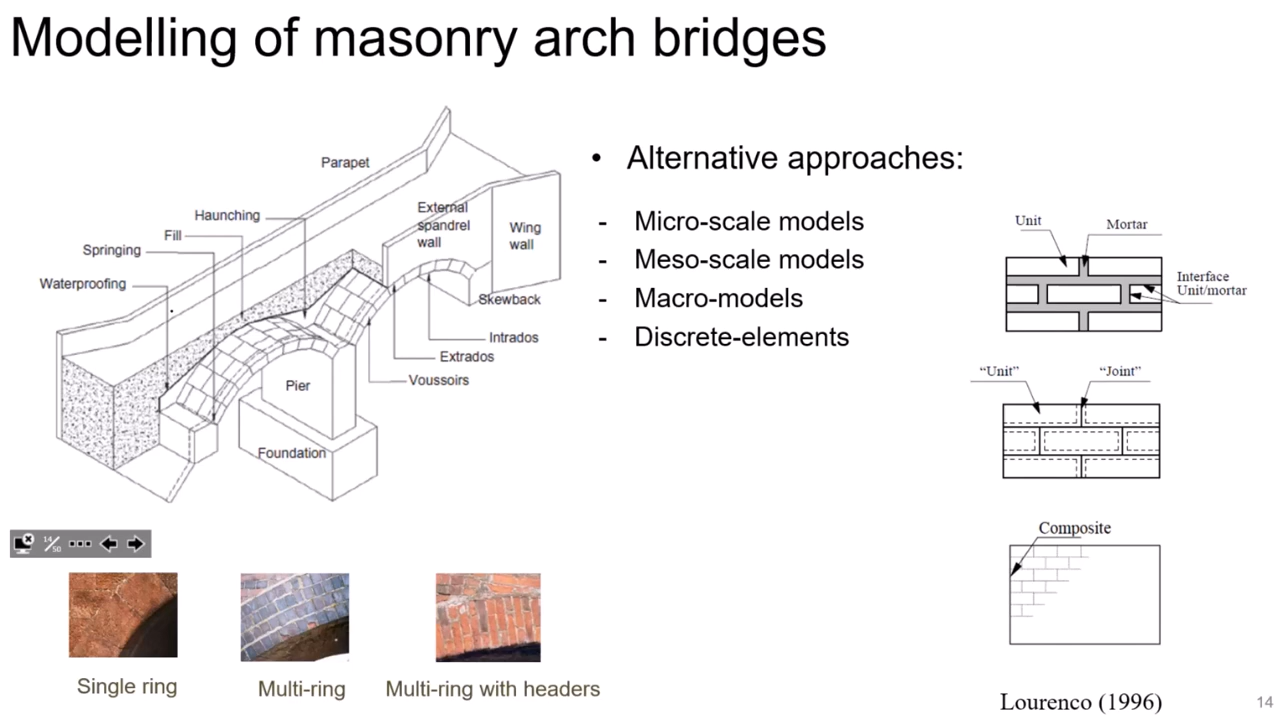 Modelling of masonry arch bridges
Parapet
Haunching
Fill
Springing
Waterproofing
External
spandrel
wall
Wing
wall
Skewback
Intrados
Extrados
Voussoirs
Pier
Foundation
• Alternative approaches:
- Micro-scale models
- Meso-scale models
- Macro-models
- Discrete-elements
Unit
Mortar
Interface
Unit/mortar
“Unit”
“Joint”
Composite
Lourenco (1996)
14/50
Single ring
Multi-ring
Multi-ring with headers
14